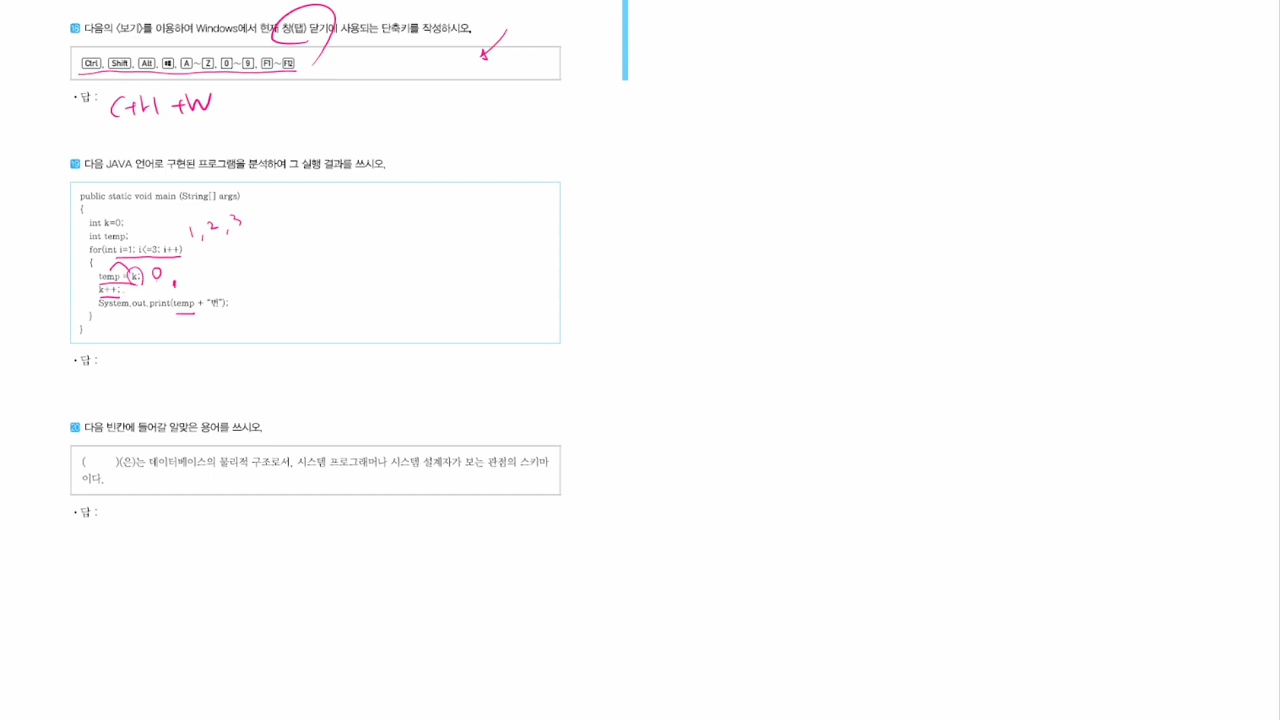 18 다음의 〈보기〉를 이용하여 Windows에서 현재 창(탭) 닫기에 사용되는 단축키를 작성하시오.
Ctrl, Shift, Alt, ⊞, A~Z, 0~9, F1~F12
• 답 : Ctrl + W
19 다음 JAVA 언어로 구현된 프로그램을 분석하여 그 실행 결과를 쓰시오.
public static void main (String[] args)
{
int k=0;
int temp;
for(int i=1; i<=3; i++) 1, 2, 3
{
temp = k; 0
k++;
System.out.print(temp + "번");
}
}
• 답 :
20 다음 빈칸에 들어갈 알맞은 용어를 쓰시오.
( )(은)는 데이터베이스의 물리적 구조로서, 시스템 프로그래머나 시스템 설계자가 보는 관점의 스키마
이다.
• 답 :